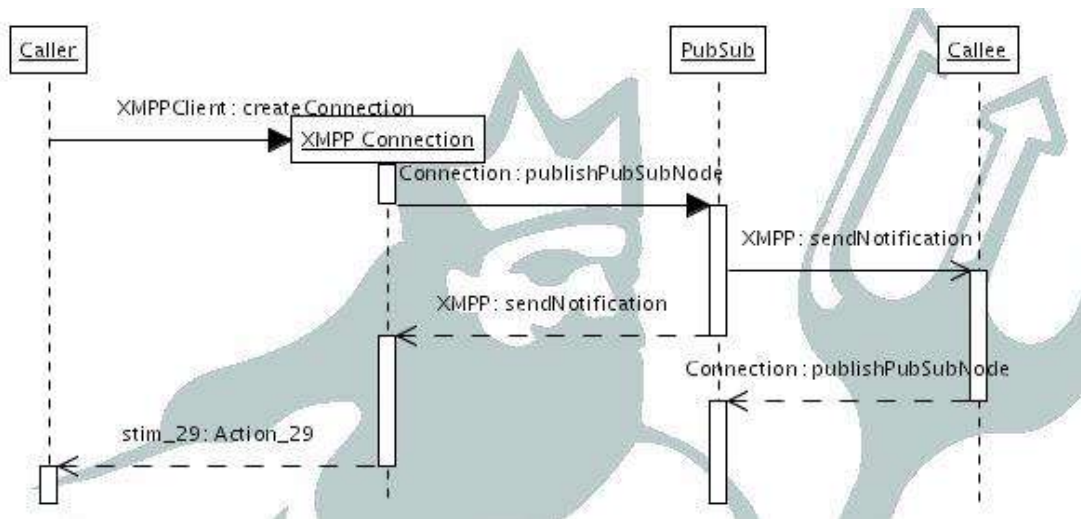 Caller
PubSub
Callee
XMPPClient : createConnection
XMPP Connection
Connection : publishPubSubNode
XMPP : sendNotification
XMPP : sendNotification
Connection : publishPubSubNode
stim_29: Action_29